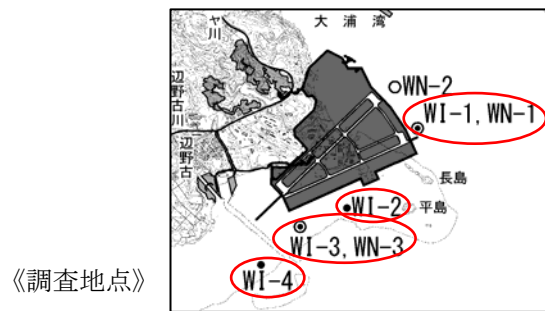 大浦湾
ヤ川
WN-2
WI-1, WN-1
辺野古川
辺野古
長島
WI-2
平島
WI-3, WN-3
WI-4
《調査地点》